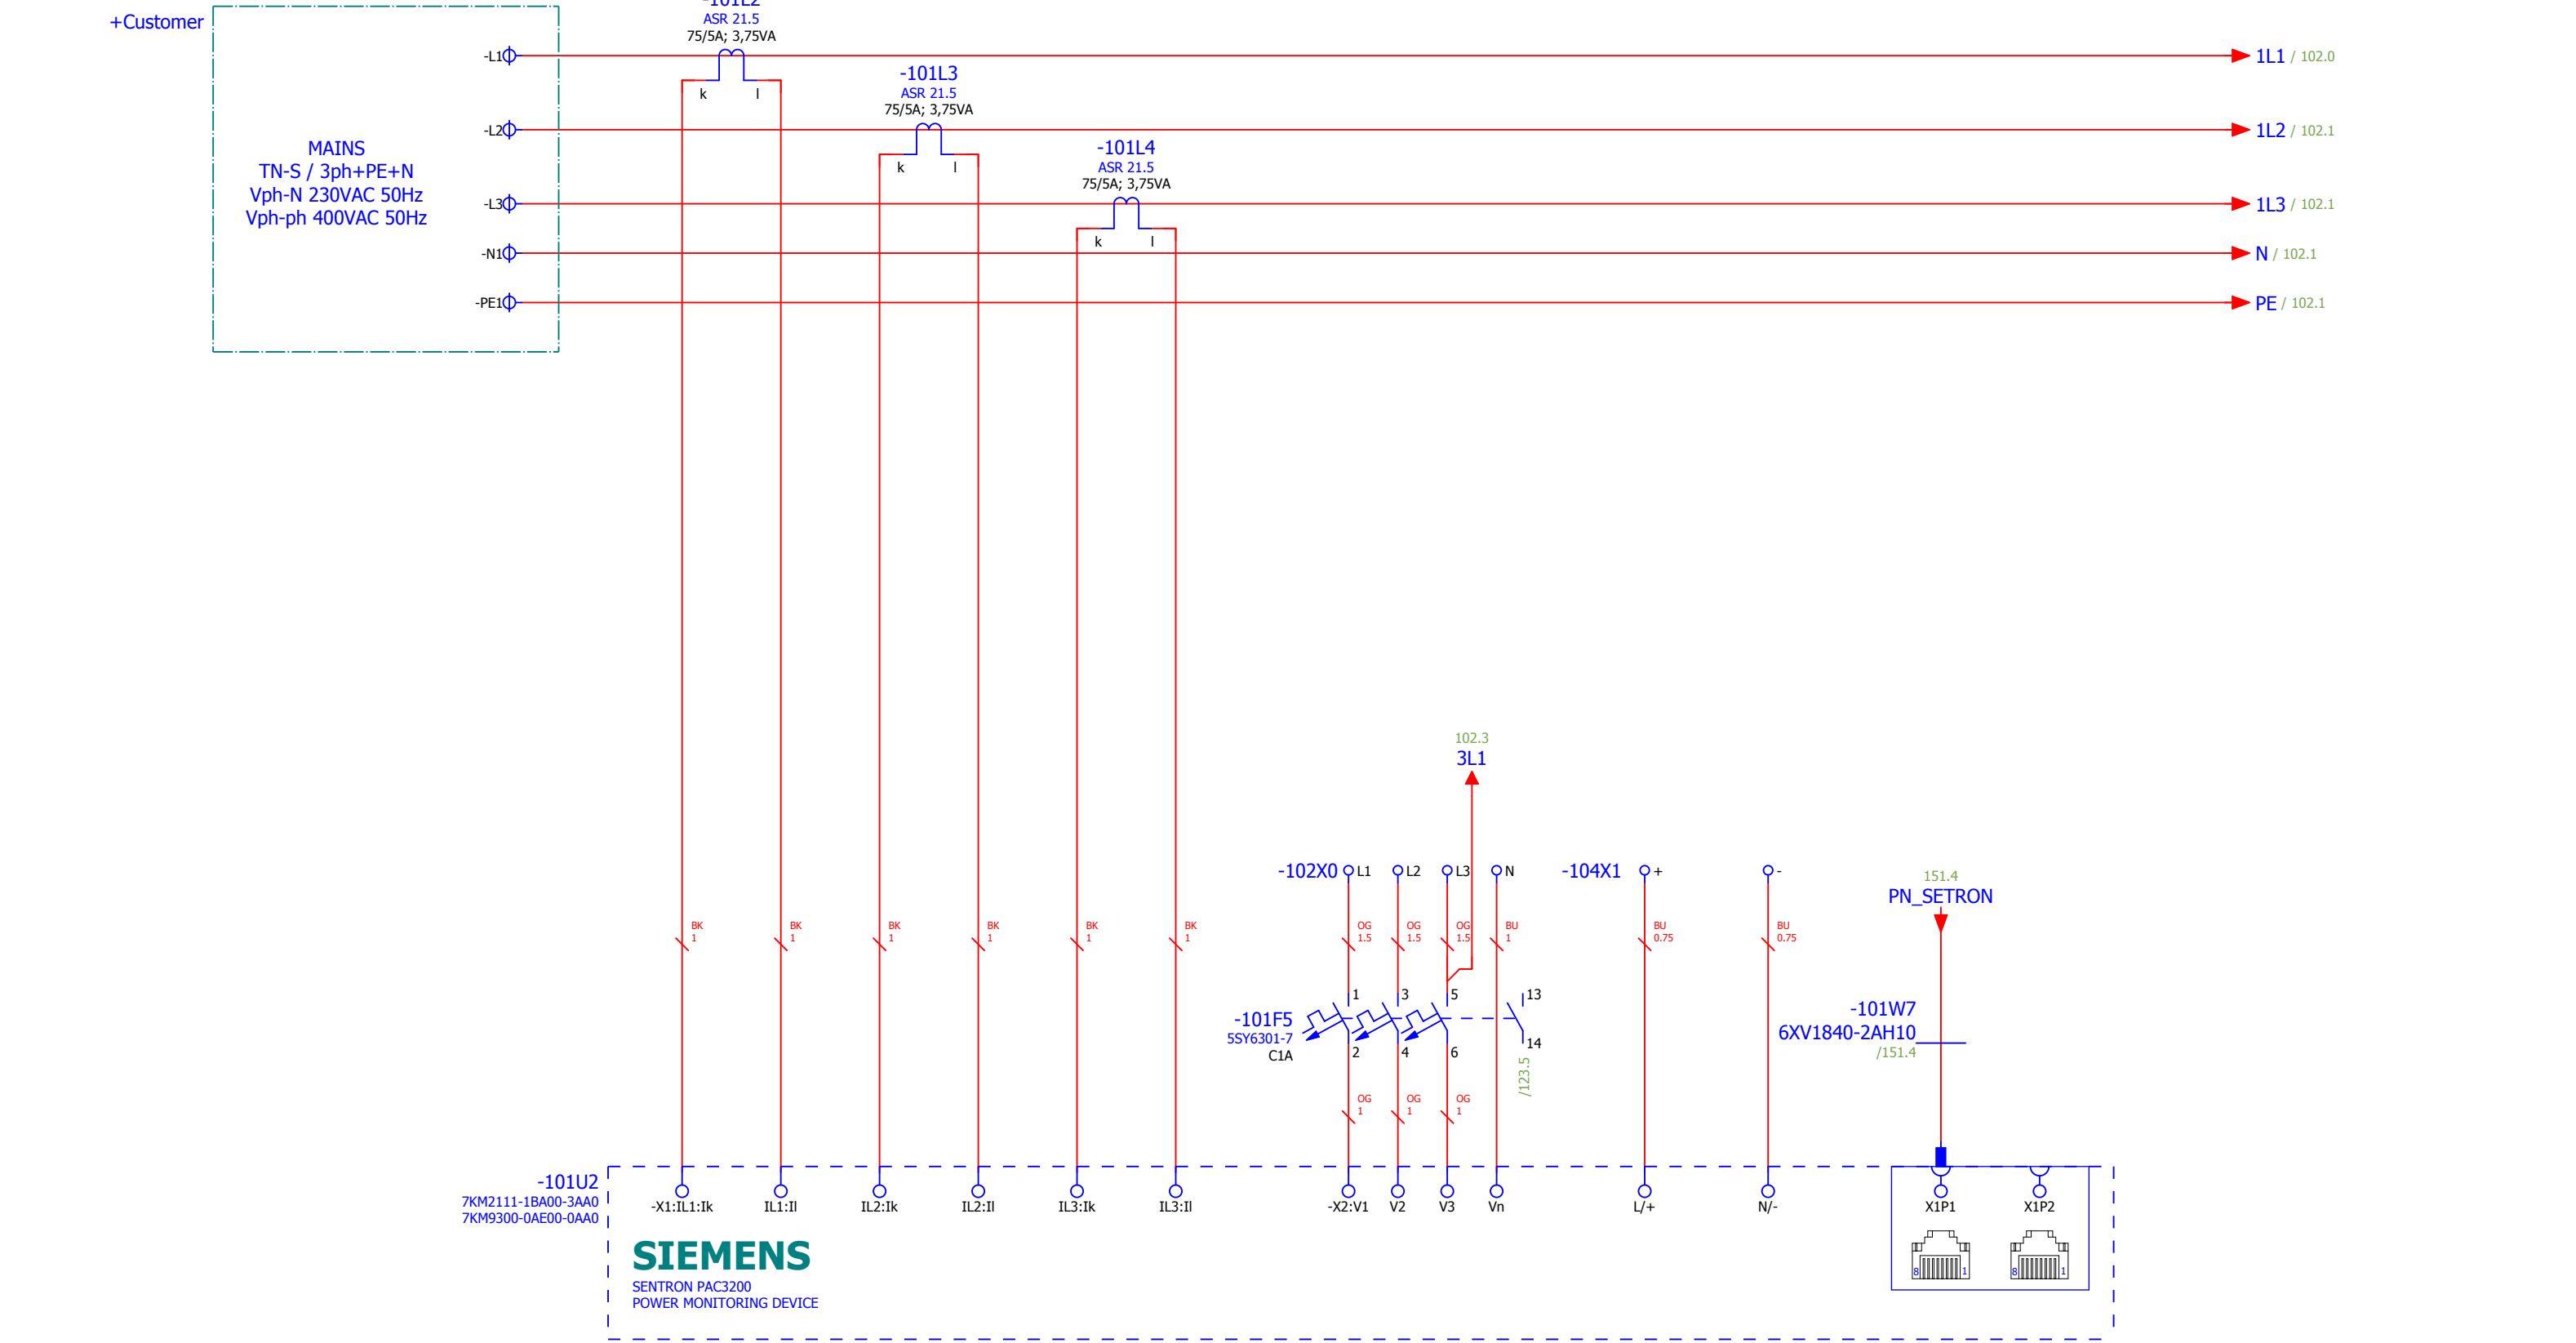 -101L2
ASR 21.5
75/5A; 3,75VA
+Customer
-L1
1L1 / 102.0
k
l
-101L3
ASR 21.5
75/5A; 3,75VA
-L2
1L2 / 102.1
k
l
-101L4
ASR 21.5
75/5A; 3,75VA
MAINS
TN-S / 3ph+PE+N
Vph-N 230VAC 50Hz
Vph-ph 400VAC 50Hz
-L3
1L3 / 102.1
k
l
-N1
N / 102.1
-PE1
PE / 102.1
102.3
3L1
-102X0
L1
L2
L3
N
-104X1
+
-
151.4
PN_SETRON
BK
1
BK
1
BK
1
BK
1
BK
1
BK
1
OG
1.5
OG
1.5
OG
1.5
BU
1
BU
0.75
BU
0.75
-101F5
5SY6301-7
C1A
1
2
3
4
5
6
13
14
/123.5
-101W7
6XV1840-2AH10
/151.4
OG
1
OG
1
OG
1
-101U2
7KM2111-1BA00-3AA0
7KM9300-0AE00-0AA0
-X1:IL1:Ik
IL1:Il
IL2:Ik
IL2:Il
IL3:Ik
IL3:Il
-X2:V1
V2
V3
Vn
L/+
N/-
X1P1
X1P2
8
1
8
1
SIEMENS
SENTRON PAC3200
POWER MONITORING DEVICE